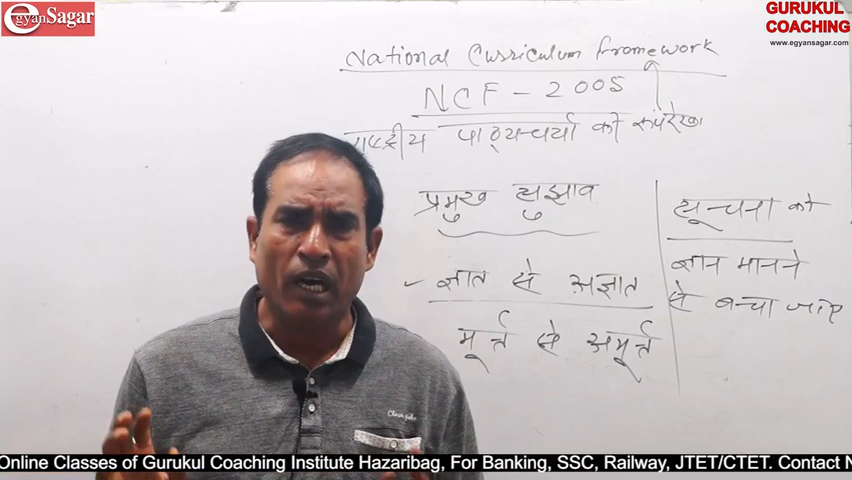 egyanSagar
GURUKUL
COACHING
www.egyansagar.com
National Curriculum Framework
NCF - 2005
राष्ट्रीय पाठ्यचर्या की रूपरेखा
प्रमुख सुझाव
- ज्ञात से अज्ञात
मूर्त्त से अमूर्त्त
सूचना को
ज्ञान मानने
से बचा जाए
Online Classes of Gurukul Coaching Institute Hazaribag, For Banking, SSC, Railway, JTET/CTET. Contact N